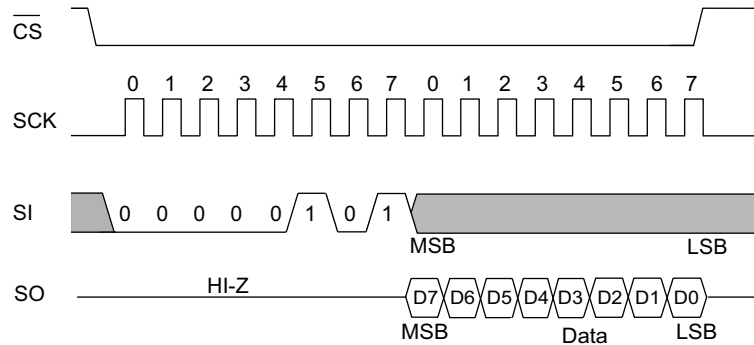 CS
0 1 2 3 4 5 6 7 0 1 2 3 4 5 6 7
SCK
SI 0 0 0 0 0 1 0 1
MSB LSB
HI-Z
SO D7 D6 D5 D4 D3 D2 D1 D0
MSB Data LSB